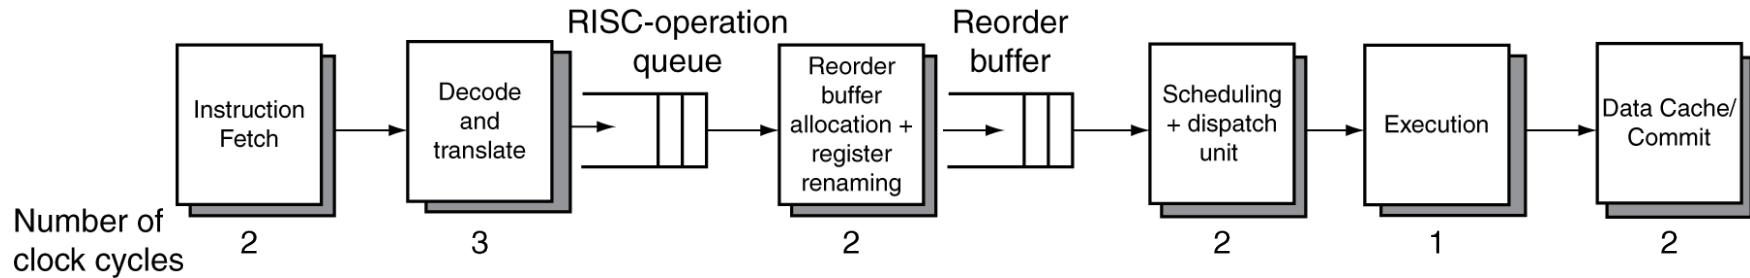 RISC-operation
queue
Reorder
buffer
Instruction
Fetch
Decode
and
translate
Reorder
buffer
allocation +
register
renaming
Scheduling
+ dispatch
unit
Execution
Data Cache/
Commit
Number of
clock cycles
2
3
2
2
1
2